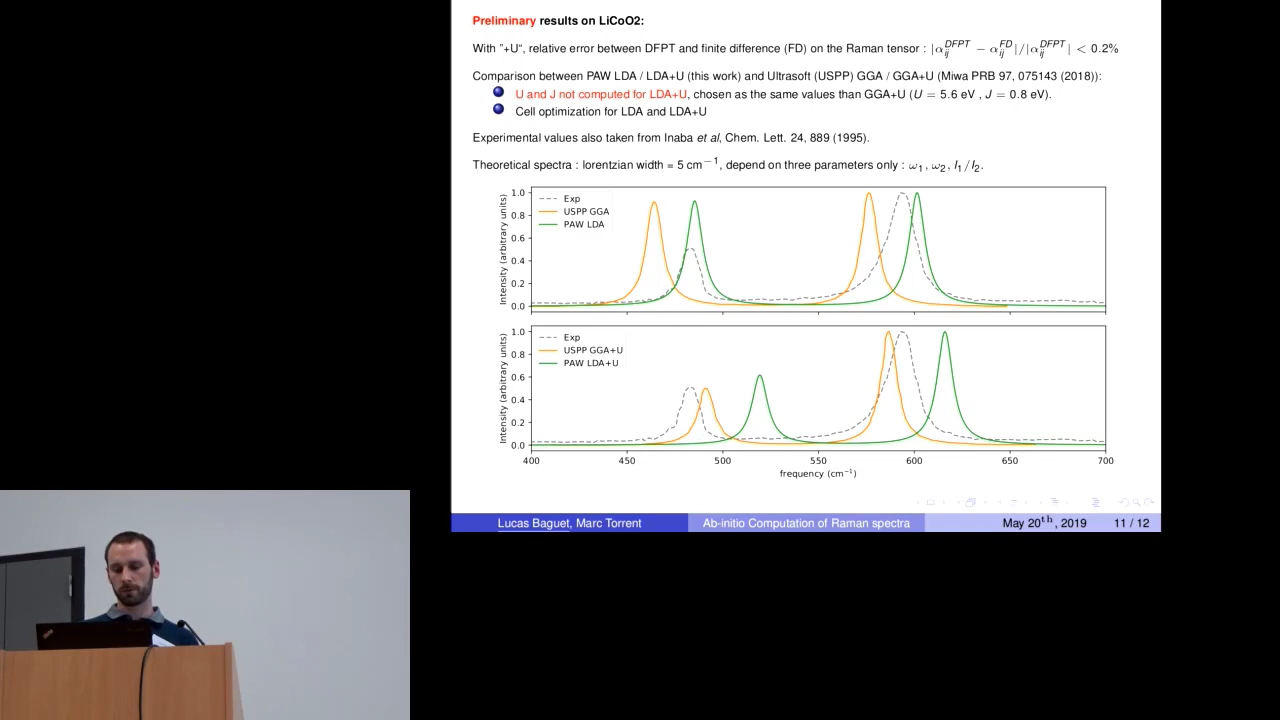 Preliminary results on LiCoO2:
With "+U“, relative error between DFPT and finite difference (FD) on the Raman tensor : |α_ij^DFPT − α_ij^FD|/|α_ij^DFPT| < 0.2%
Comparison between PAW LDA / LDA+U (this work) and Ultrasoft (USPP) GGA / GGA+U (Miwa PRB 97, 075143 (2018)):
U and J not computed for LDA+U, chosen as the same values than GGA+U (U = 5.6 eV , J = 0.8 eV).
Cell optimization for LDA and LDA+U
Experimental values also taken from Inaba et al, Chem. Lett. 24, 889 (1995).
Theoretical spectra : lorentzian width = 5 cm−1, depend on three parameters only : ω1, ω2, I1/I2.
Intensity (arbitrary units)
1.0
0.8
0.6
0.4
0.2
0.0
Exp
USPP GGA
PAW LDA
Intensity (arbitrary units)
1.0
0.8
0.6
0.4
0.2
0.0
Exp
USPP GGA+U
PAW LDA+U
400 450 500 550 600 650 700
frequency (cm−1)
Lucas Baguet, Marc Torrent Ab-initio Computation of Raman spectra May 20th, 2019 11 / 12